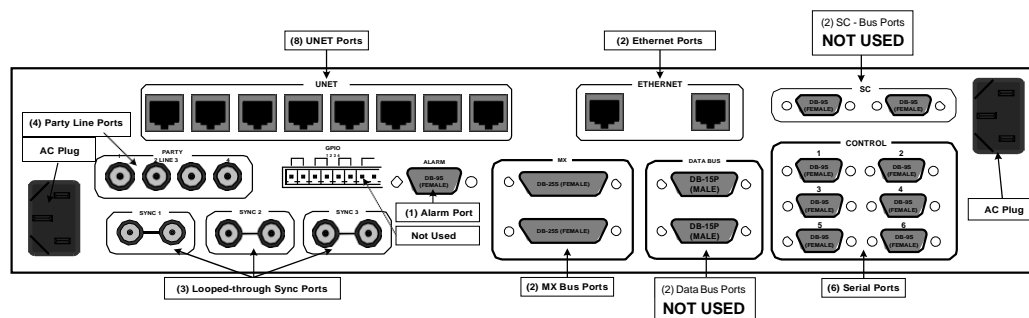 (2) SC - Bus Ports
NOT USED
(8) UNET Ports
(2) Ethernet Ports
UNET
ETHERNET
SC
DB-9S
(FEMALE)
DB-9S
(FEMALE)
(4) Party Line Ports
AC Plug
PARTY
1 2 LINE 3 4
GPIO
1 2 3 4
ALARM
DB-9S
(FEMALE)
MX
DB-25S (FEMALE)
DB-25S (FEMALE)
DATA BUS
DB-15P
(MALE)
DB-15P
(MALE)
CONTROL
1 2
DB-9S
(FEMALE)
DB-9S
(FEMALE)
3 4
DB-9S
(FEMALE)
DB-9S
(FEMALE)
5 6
DB-9S
(FEMALE)
DB-9S
(FEMALE)
AC Plug
(1) Alarm Port
Not Used
SYNC 1
SYNC 2
SYNC 3
(3) Looped-through Sync Ports
(2) MX Bus Ports
(2) Data Bus Ports
NOT USED
(6) Serial Ports